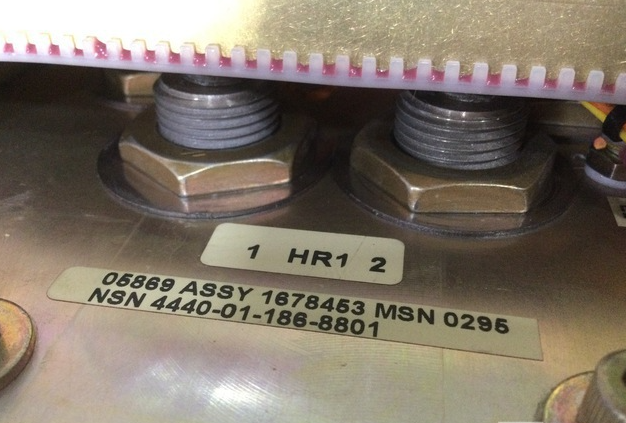 1 HR1 2
05869 ASSY 1678453 MSN 0295
NSN 4440-01-186-8801